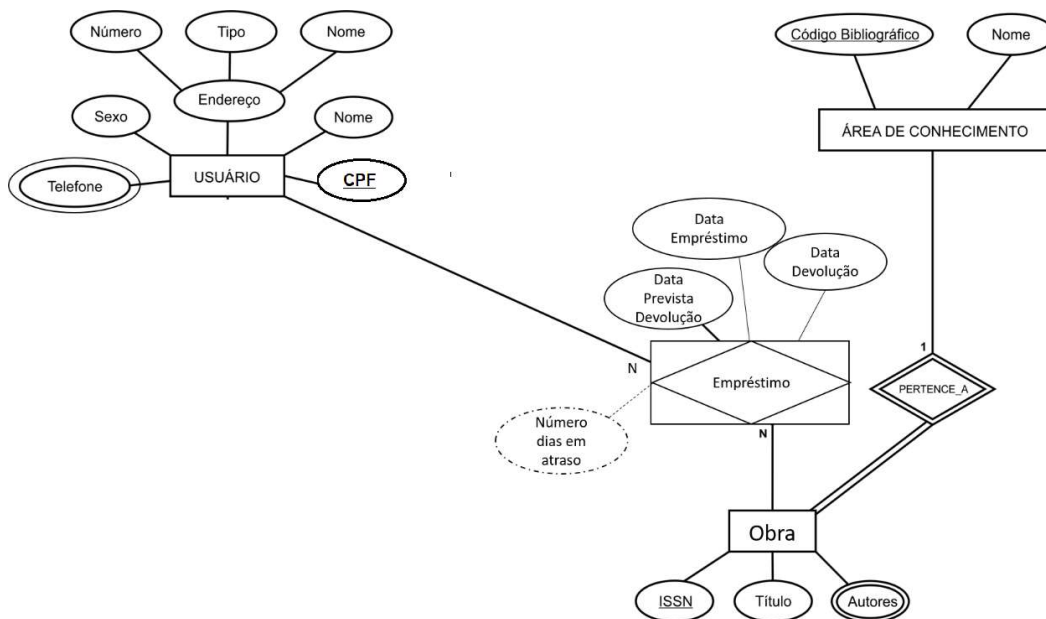 Número
Tipo
Nome
Endereço
Sexo
Nome
Telefone
USUÁRIO
CPF
Código Bibliográfico
Nome
ÁREA DE CONHECIMENTO
Data
Empréstimo
Data
Devolução
Data
Prevista
Devolução
N
Empréstimo
1
PERTENCE_A
Número
dias em
atraso
N
Obra
ISSN
Título
Autores